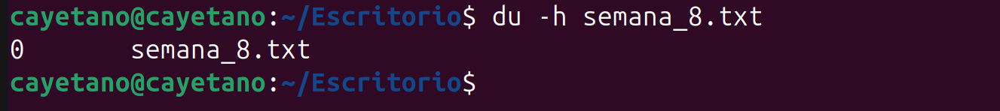 cayetano@cayetano:~/Escritorio$ du -h semana_8.txt
0       semana_8.txt
cayetano@cayetano:~/Escritorio$